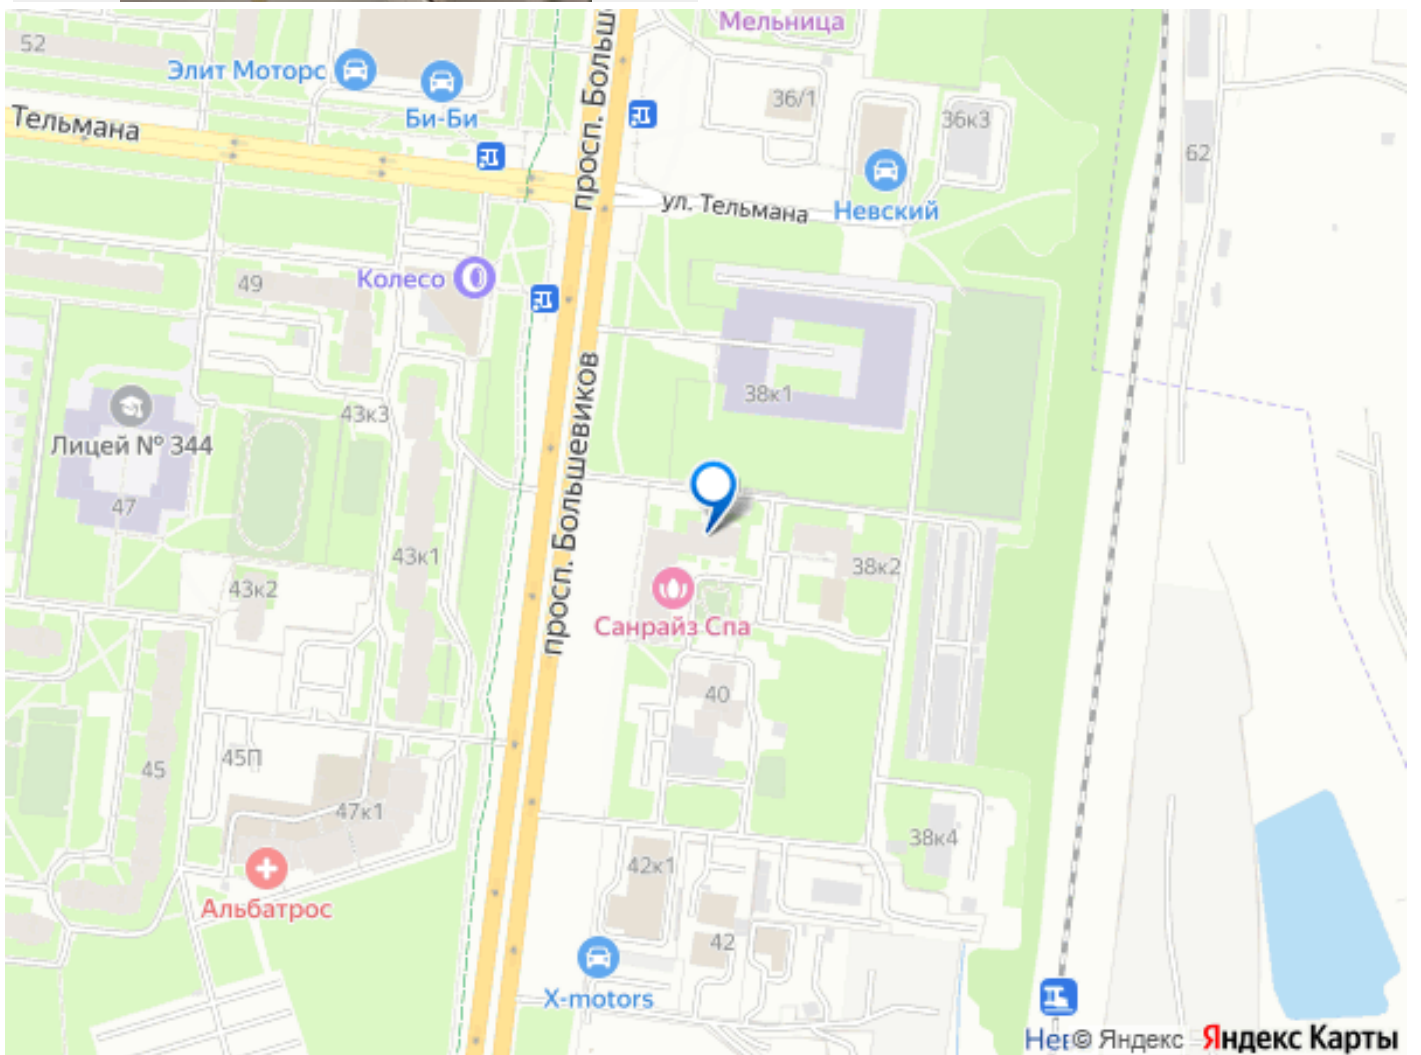 Мельница
52
Элит Моторс
Би-Би
36/1
36к3
Тельмана
просп. Больш
62
ул. Тельмана
Невский
49
Колесо
38к1
43к3
Лицей № 344
47
просп. Большевиков
43к1
43к2
38к2
Санрайз Спа
40
45
45П
47к1
38к4
42к1
Альбатрос
42
X-motors
© Яндекс
Яндекс Карты